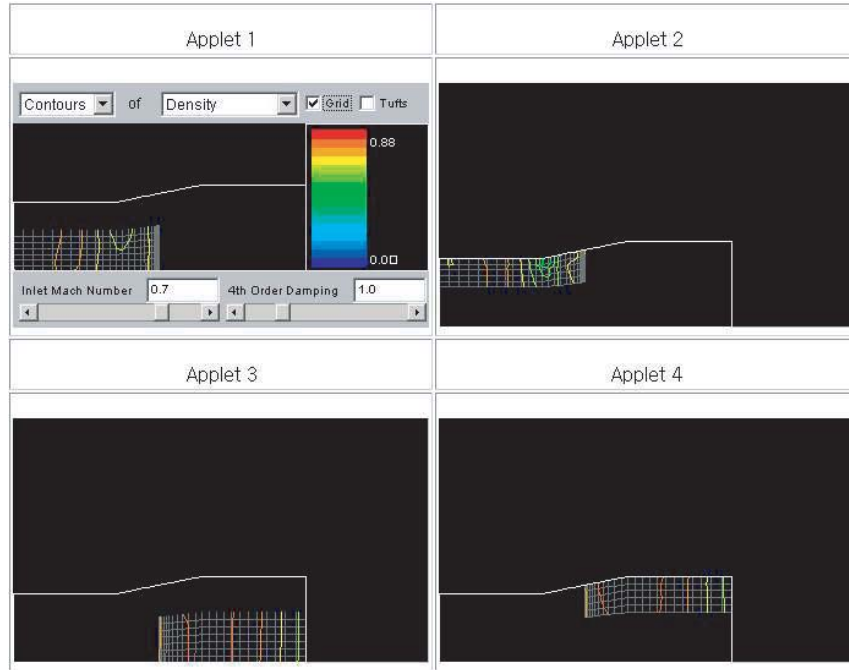 Applet 1
Applet 2
Contours of Density Grid Tufts
0.88
0.0
Inlet Mach Number 0.7 4th Order Damping 1.0
Applet 3
Applet 4